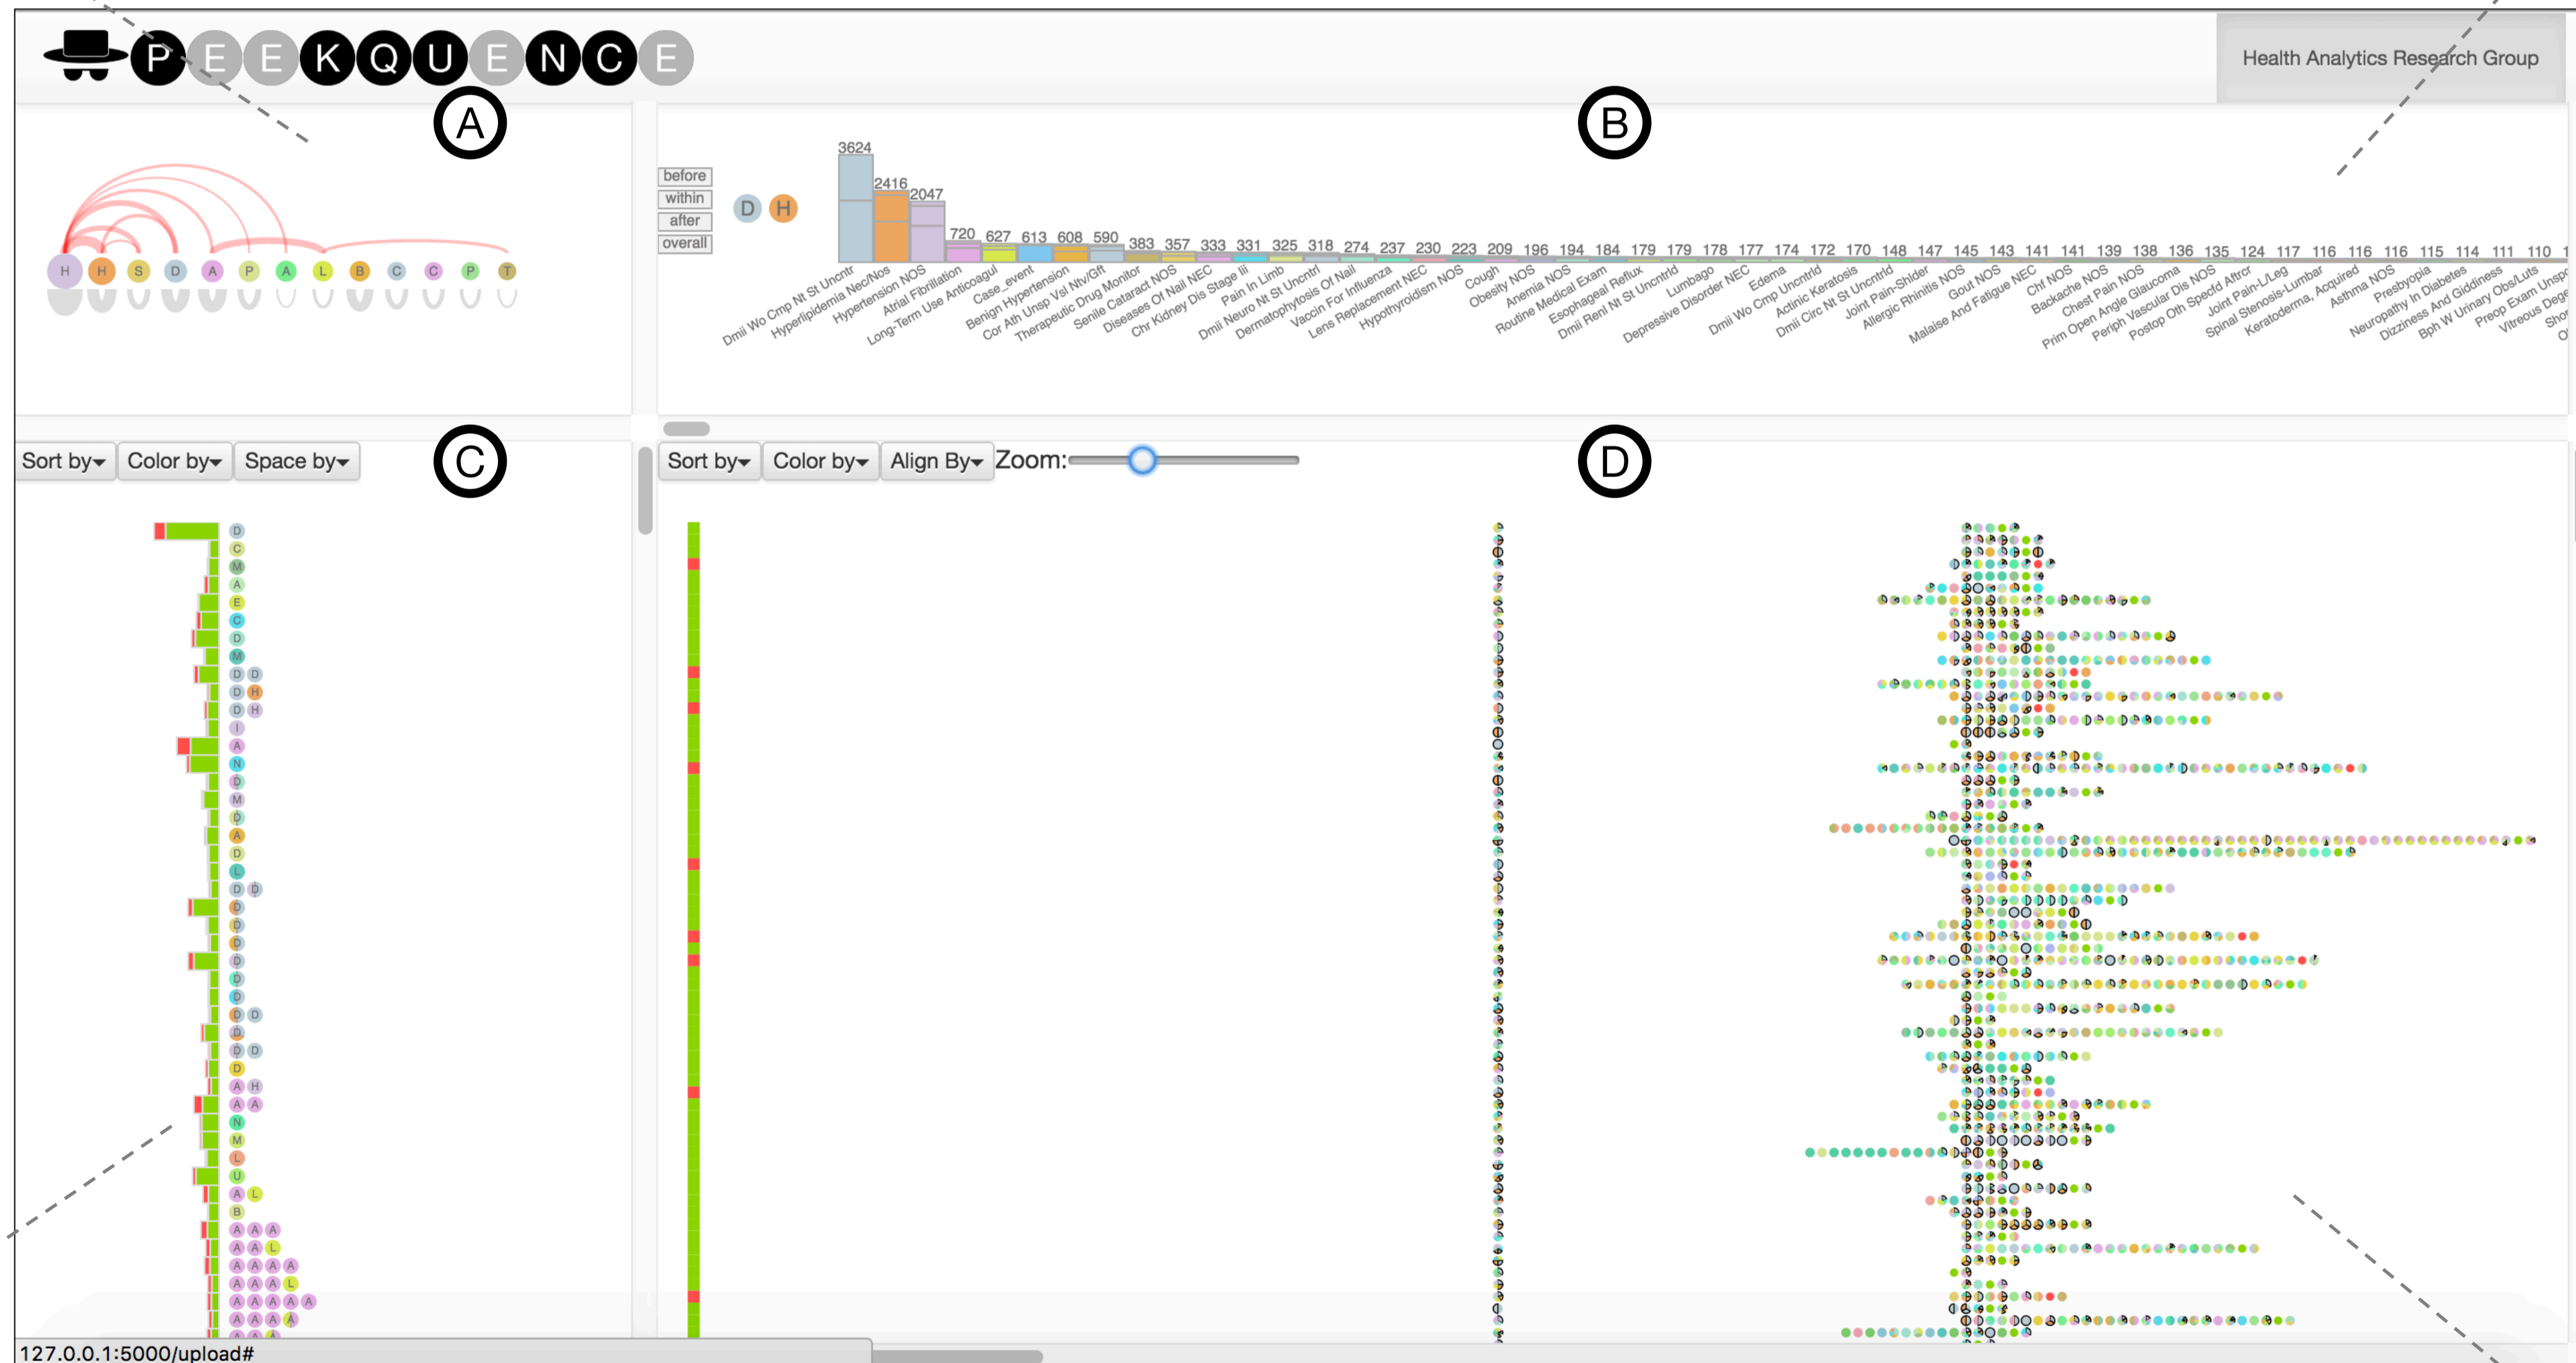 PEEKQUENCE
Health Analytics Research Group
A
B
before
within
after
overall
D H
3624 2416 2047 720 627 613 608 590 383 357 333 331 325 318 274 237 230 223 209 196 194 184 179 179 178 177 174 172 170 148 147 145 143 141 141 139 138 136 135 124 117 116 116 116 115 114 111 110 1
H H S D A P A L B C C P T
Dmii Wo Cmp Nt St Uncntr
Hyperlipidemia Nec/Nos
Hypertension NOS
Atrial Fibrillation
Long-Term Use Anticoagul
Case_event
Benign Hypertension
Cor Ath Unsp Vsl Ntv/Gft
Therapeutic Drug Monitor
Senile Cataract NOS
Diseases Of Nail NEC
Chr Kidney Dis Stage Iii
Pain In Limb
Dmii Neuro Nt St Uncntrl
Dermatophytosis Of Nail
Vaccin For Influenza
Lens Replacement NEC
Hypothyroidism NOS
Cough
Obesity NOS
Anemia NOS
Routine Medical Exam
Esophageal Reflux
Dmii Renl Nt St Uncntrld
Lumbago
Depressive Disorder NEC
Edema
Dmii Wo Cmp Uncntrld
Actinic Keratosis
Dmii Circ Nt St Uncntrld
Joint Pain-Shlder
Allergic Rhinitis NOS
Gout NOS
Malaise And Fatigue NEC
Chf NOS
Backache NOS
Chest Pain NOS
Prim Open Angle Glaucoma
Periph Vascular Dis NOS
Postop Oth Specfd Aftrcr
Joint Pain-L/Leg
Spinal Stenosis-Lumbar
Keratoderma, Acquired
Asthma NOS
Presbyopia
Neuropathy In Diabetes
Dizziness And Giddiness
Bph W Urinary Obs/Luts
Preop Exam Unspc
Vitreous Dege
Sho
O
C
D
Sort by Color by Space by
Sort by Color by Align By Zoom:
D
C
M
A
E
C
D
M
D D
D H
D H
I
A
N
D
M
D
A
D
L
D D
D
D
D
D
D
D
D D
D
D D
D
A H
A A
N
M
L
U
A L
B
A A A
A A L
A A A A
A A A L
A A A A A
A A A A
A A A
127.0.0.1:5000/upload#